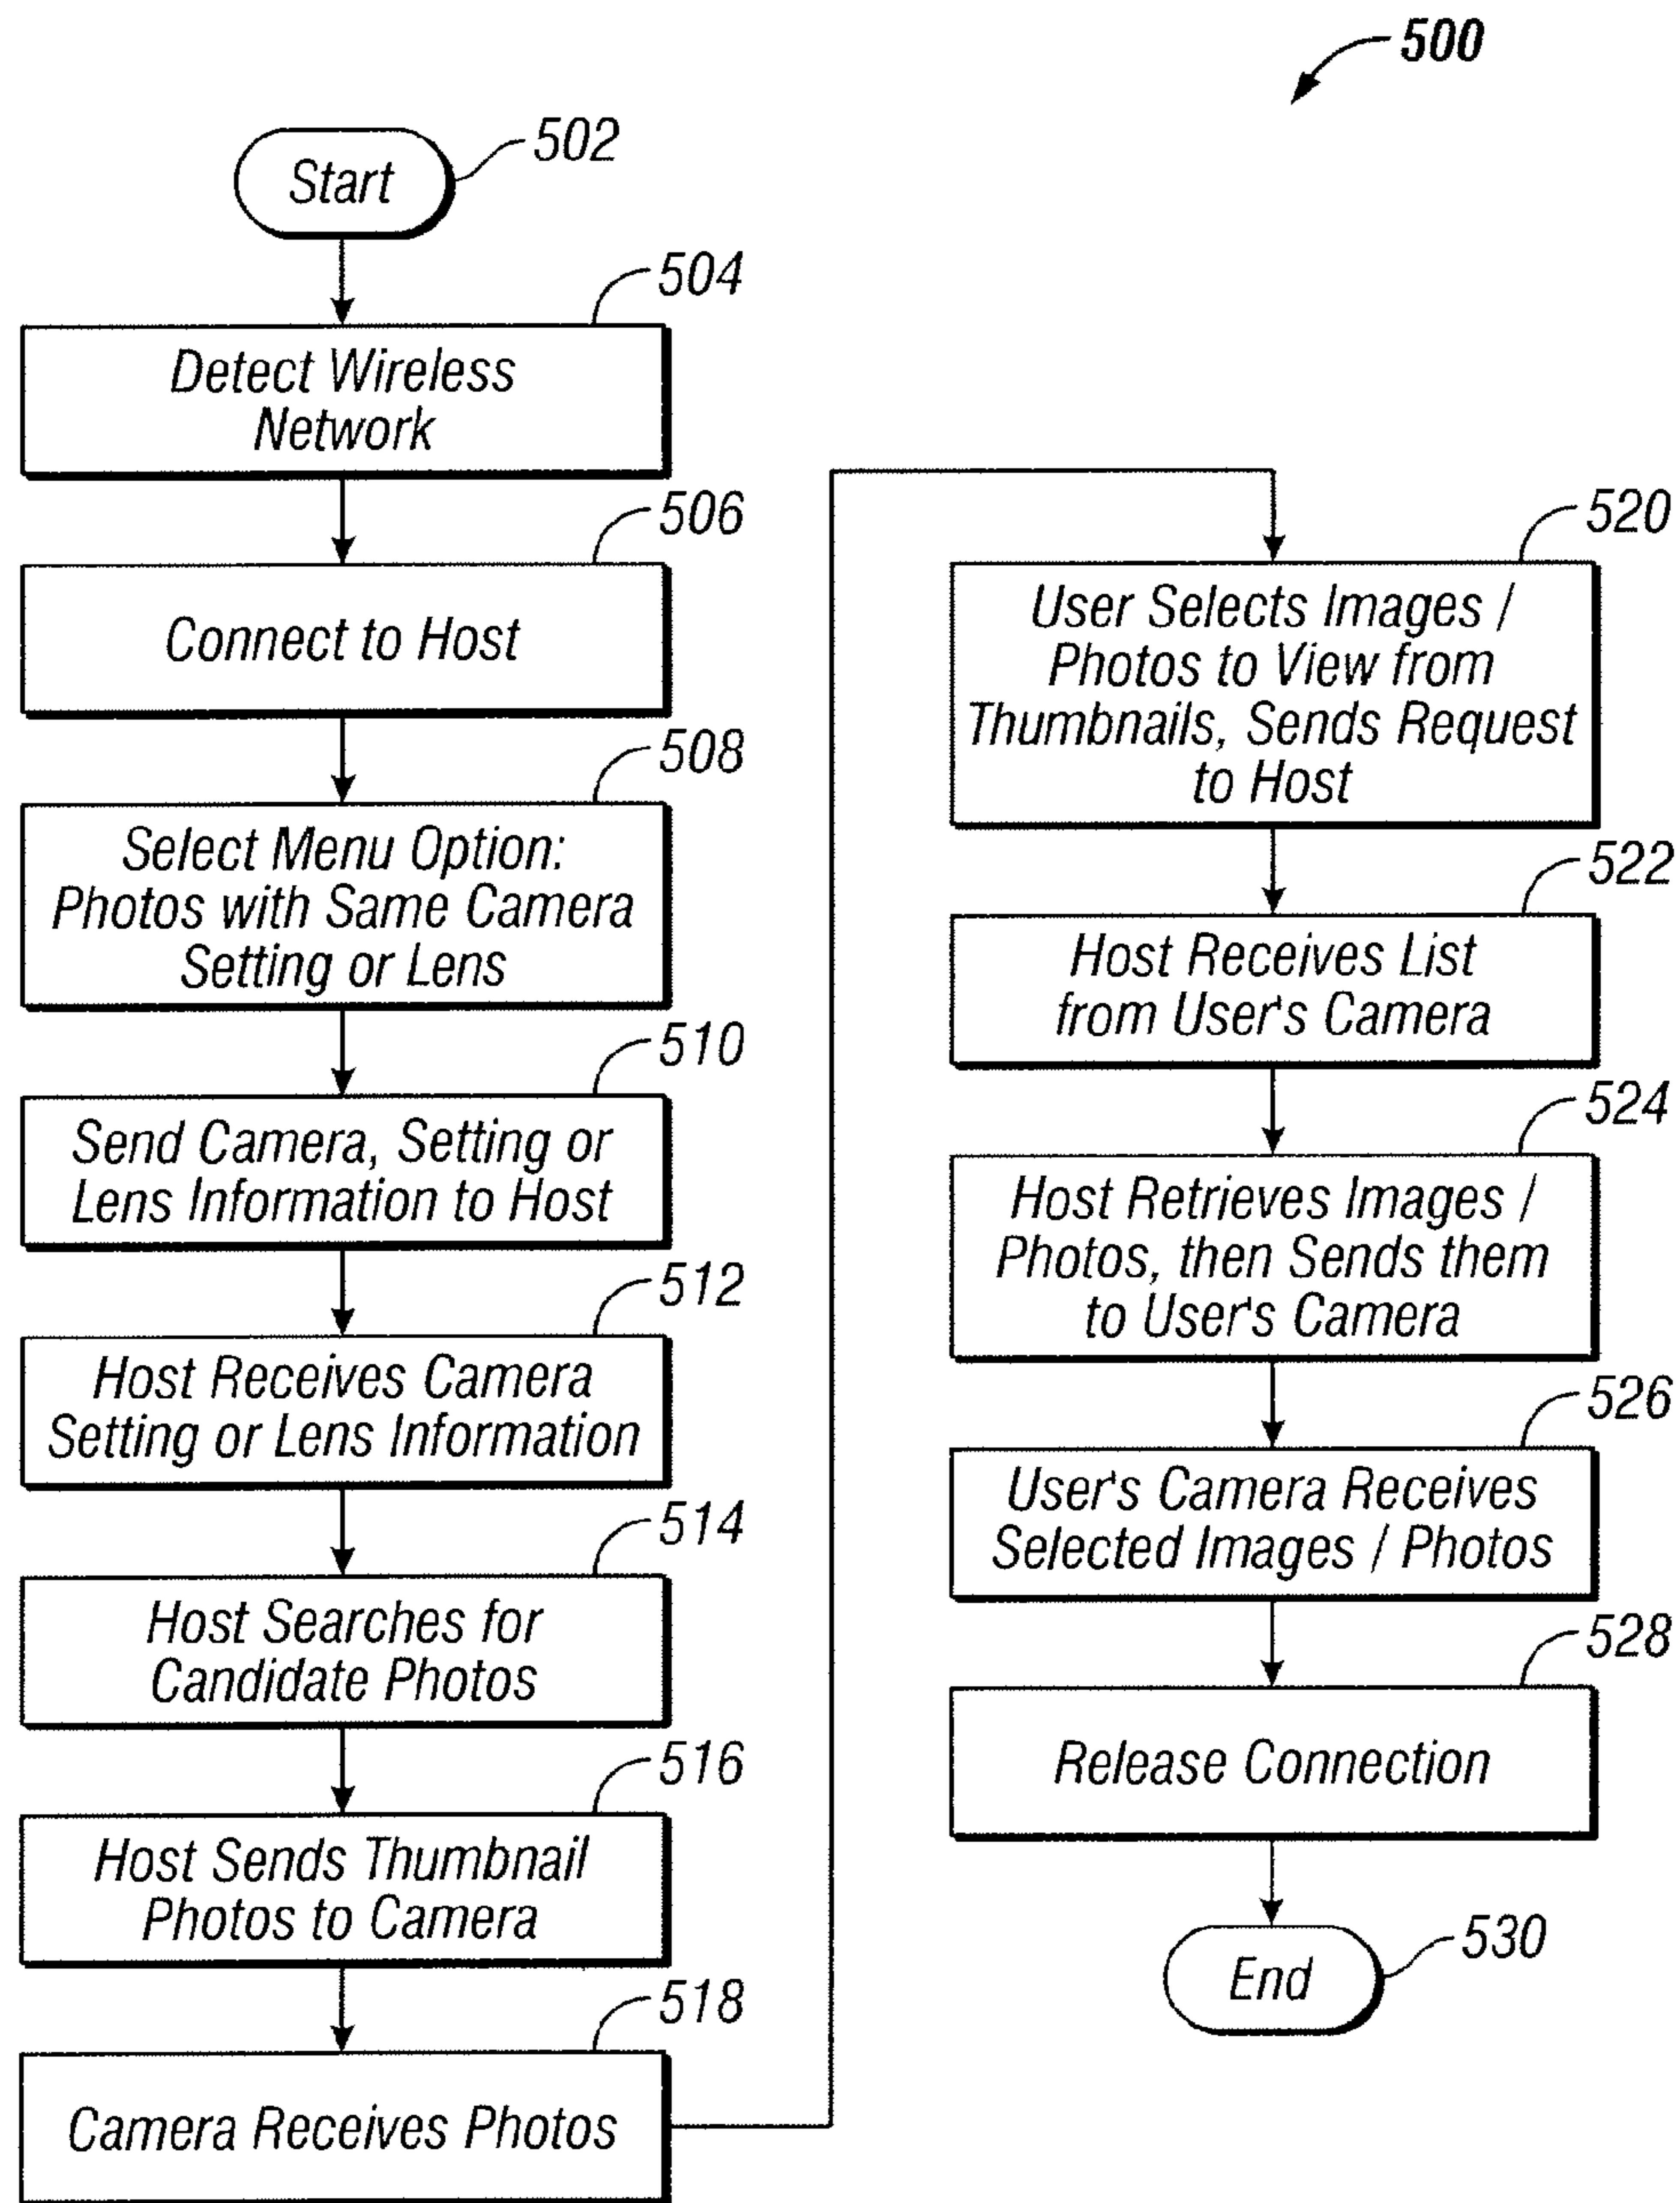 500
502
Start
504
Detect Wireless
Network
506
Connect to Host
508
Select Menu Option:
Photos with Same Camera
Setting or Lens
510
Send Camera, Setting or
Lens Information to Host
512
Host Receives Camera
Setting or Lens Information
514
Host Searches for
Candidate Photos
516
Host Sends Thumbnail
Photos to Camera
518
Camera Receives Photos
520
User Selects Images /
Photos to View from
Thumbnails, Sends Request
to Host
522
Host Receives List
from User's Camera
524
Host Retrieves Images /
Photos, then Sends them
to User's Camera
526
User's Camera Receives
Selected Images / Photos
528
Release Connection
530
End